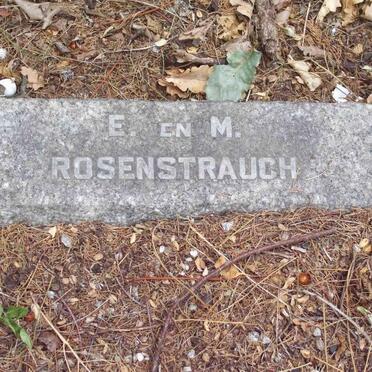 E. EN M.
ROSENSTRAUCH